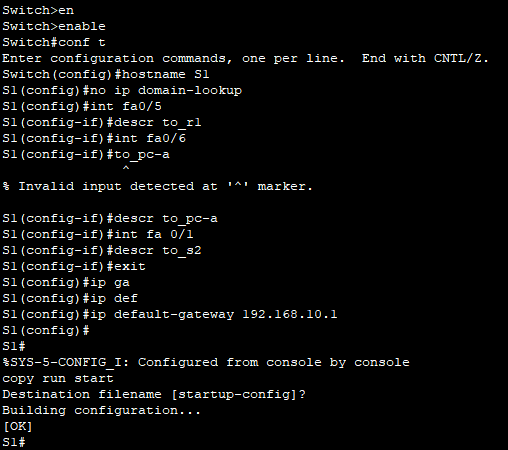 Switch>en
Switch>enable
Switch#conf t
Enter configuration commands, one per line.  End with CNTL/Z.
Switch(config)#hostname S1
S1(config)#no ip domain-lookup
S1(config)#int fa0/5
S1(config-if)#descr to_r1
S1(config-if)#int fa0/6
S1(config-if)#to_pc-a
^
% Invalid input detected at '^' marker.
S1(config-if)#descr to_pc-a
S1(config-if)#int fa 0/1
S1(config-if)#descr to_s2
S1(config-if)#exit
S1(config)#ip ga
S1(config)#ip def
S1(config)#ip default-gateway 192.168.10.1
S1(config)#
S1#
%SYS-5-CONFIG_I: Configured from console by console
copy run start
Destination filename [startup-config]?
Building configuration...
[OK]
S1#